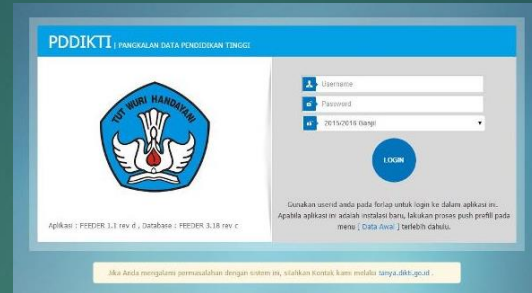 PDDIKTI | PANGKALAN DATA PENDIDIKAN TINGGI
TUT WURI HANDAYANI
Username
Password
2015/2016 Ganjil
LOGIN
Gunakan userid anda pada forlap untuk login ke dalam aplikasi ini.
Apabila aplikasi ini adalah instalasi baru, lakukan proses push prefill pada
menu [ Data Awal ] terlebih dahulu.
Aplikasi : FEEDER 1.1 rev d , Database : FEEDER 3.18 rev c
Jika Anda mengalami permasalahan dengan sistem ini, silahkan Kontak kami melalui tanya.dikti.go.id .